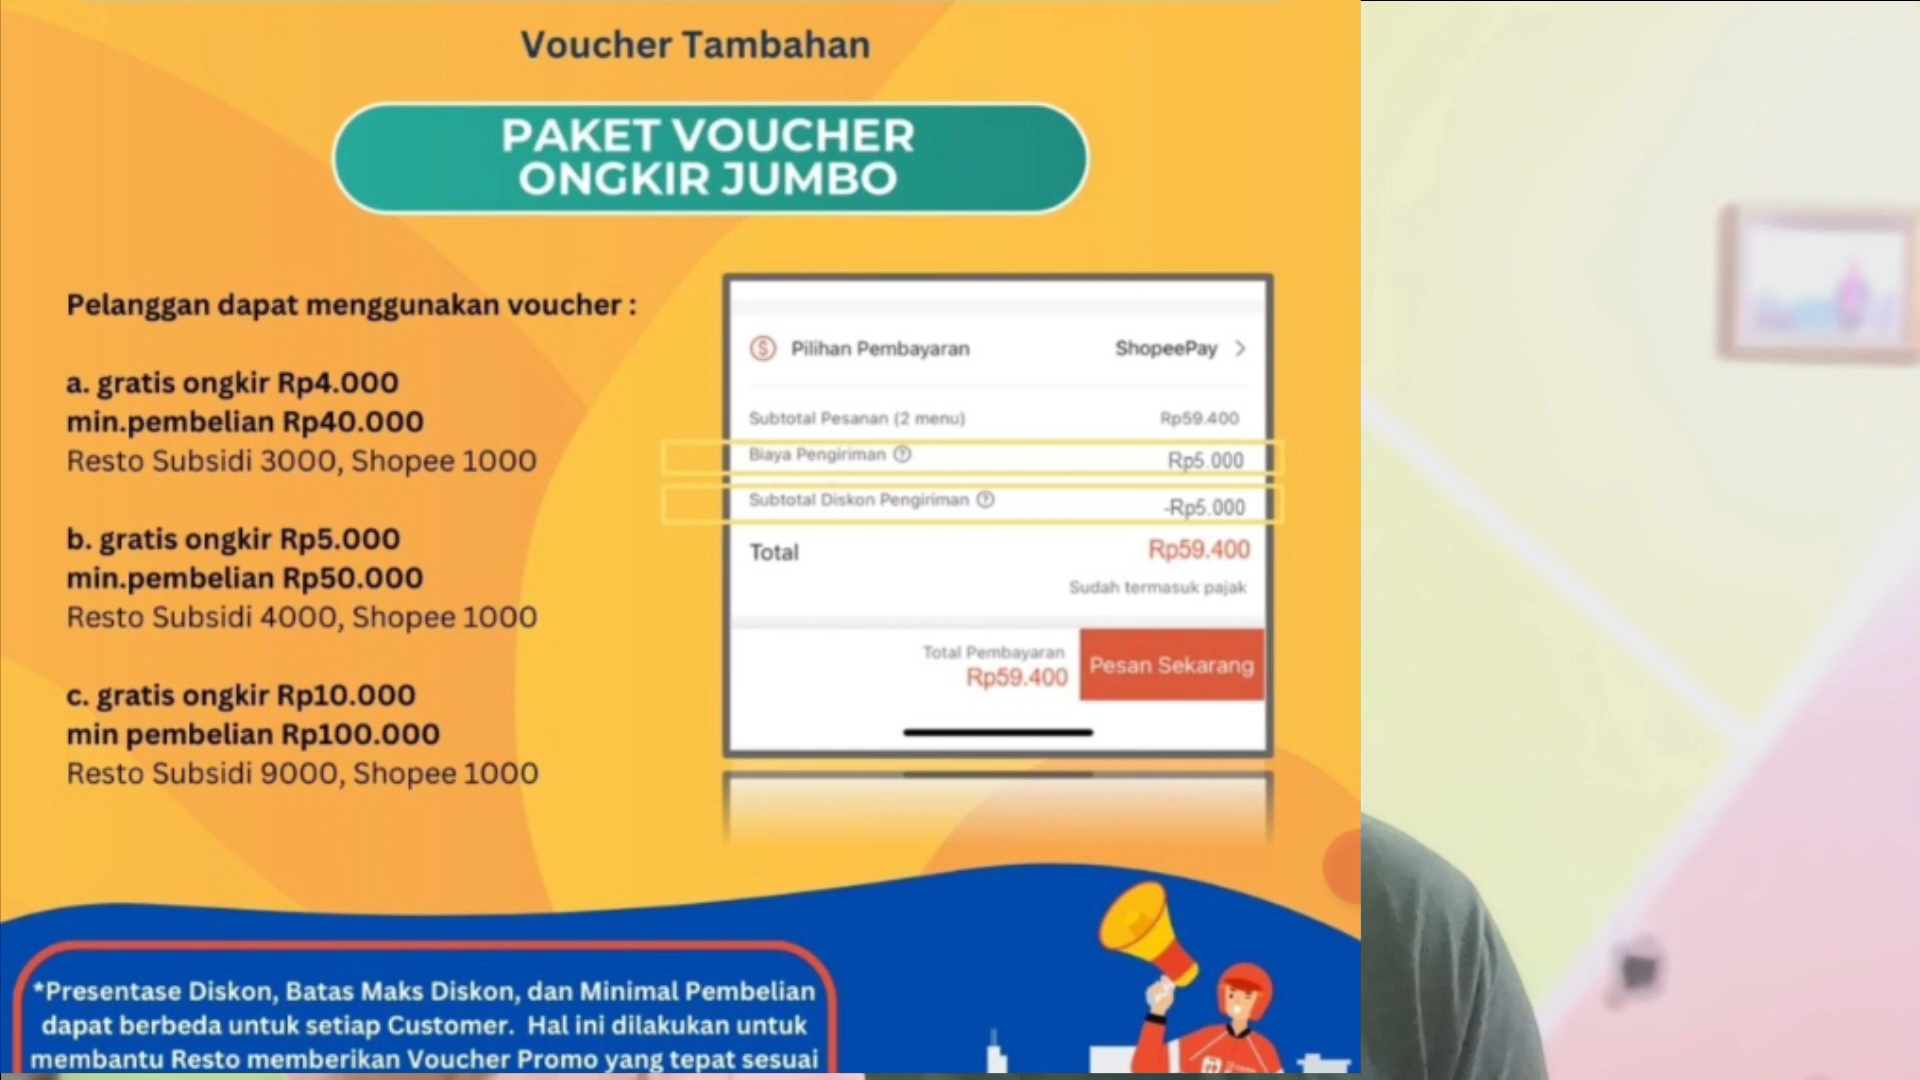 Voucher Tambahan
PAKET VOUCHER
ONGKIR JUMBO
Pelanggan dapat menggunakan voucher :
a. gratis ongkir Rp4.000
min.pembelian Rp40.000
Resto Subsidi 3000, Shopee 1000
b. gratis ongkir Rp5.000
min.pembelian Rp50.000
Resto Subsidi 4000, Shopee 1000
c. gratis ongkir Rp10.000
min pembelian Rp100.000
Resto Subsidi 9000, Shopee 1000
Pilihan Pembayaran ShopeePay
Subtotal Pesanan (2 menu) Rp59.400
Biaya Pengiriman Rp5.000
Subtotal Diskon Pengiriman -Rp5.000
Total Rp59.400
Sudah termasuk pajak
Total Pembayaran
Rp59.400
Pesan Sekarang
*Presentase Diskon, Batas Maks Diskon, dan Minimal Pembelian
dapat berbeda untuk setiap Customer. Hal ini dilakukan untuk
membantu Resto memberikan Voucher Promo yang tepat sesuai